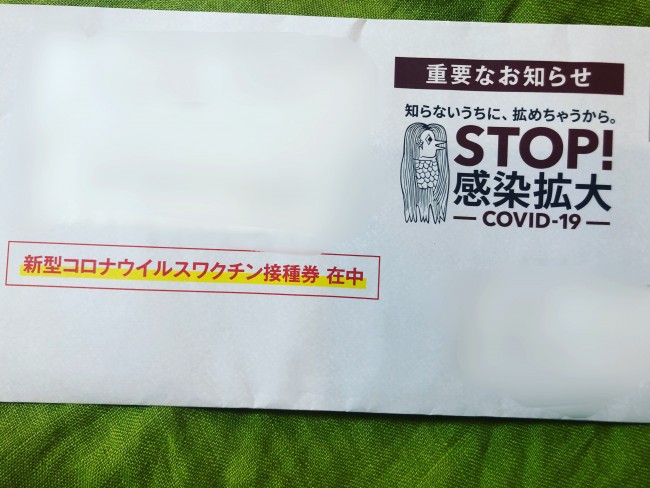 重要なお知らせ
知らないうちに、拡めちゃうから。
STOP!
感染拡大
COVID-19
新型コロナウイルスワクチン接種券 在中